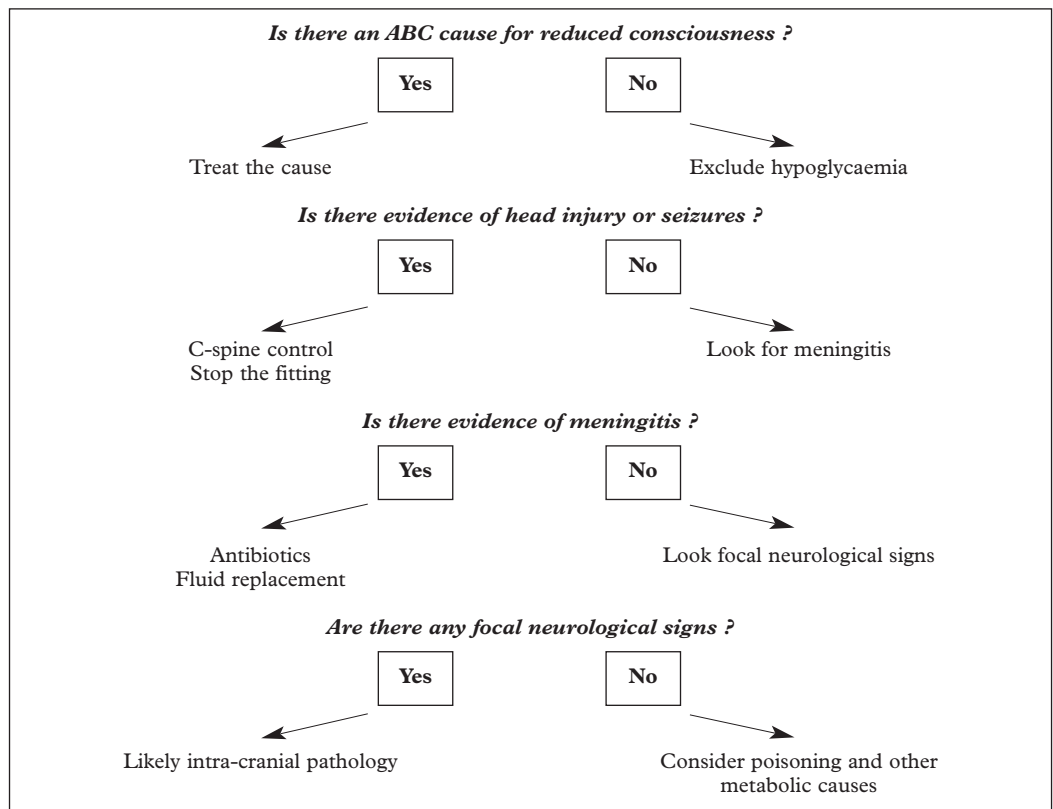 Is there an ABC cause for reduced consciousness ?
Yes
No
Treat the cause
Exclude hypoglycaemia
Is there evidence of head injury or seizures ?
Yes
No
C-spine control
Stop the fitting
Look for meningitis
Is there evidence of meningitis ?
Yes
No
Antibiotics
Fluid replacement
Look focal neurological signs
Are there any focal neurological signs ?
Yes
No
Likely intra-cranial pathology
Consider poisoning and other
metabolic causes